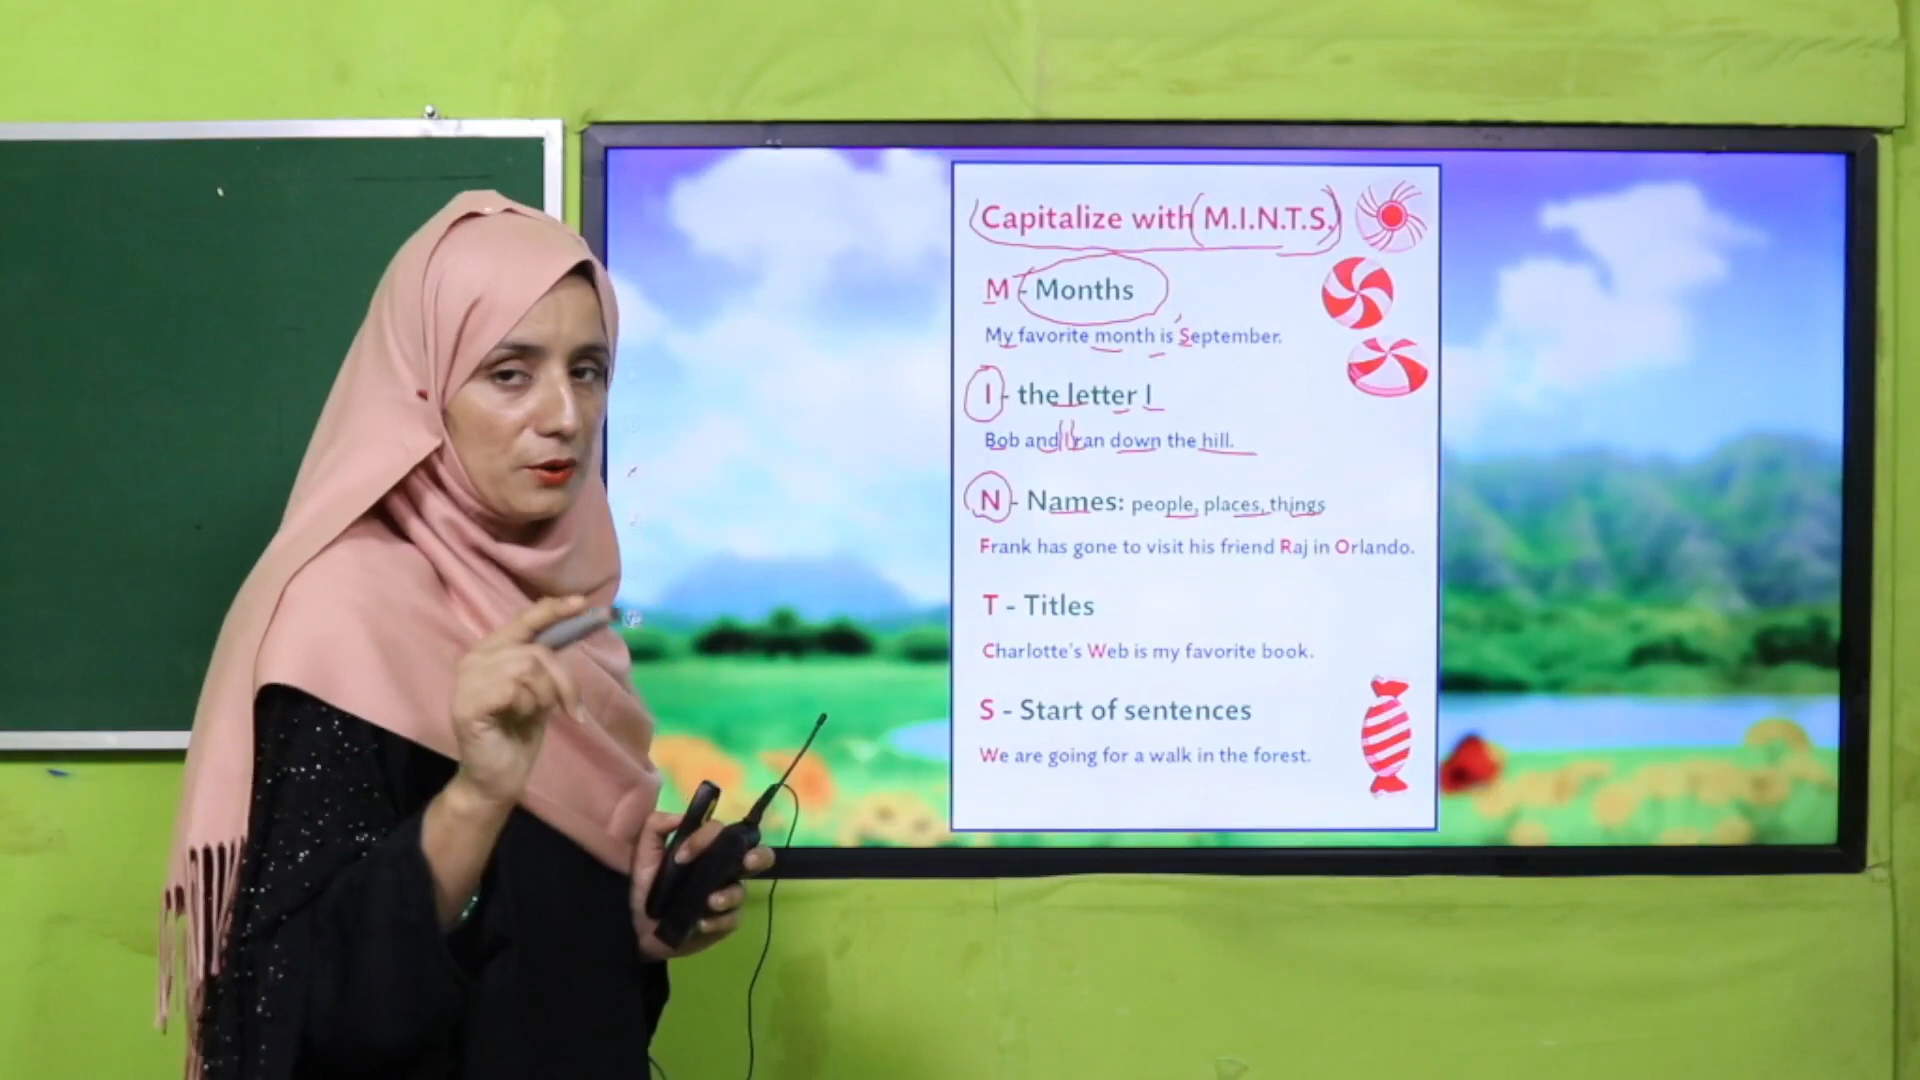 Capitalize with M.I.N.T.S.
M - Months
My favorite month is September.
I - the letter I
Bob and I ran down the hill.
N - Names: people, places, things
Frank has gone to visit his friend Raj in Orlando.
T - Titles
Charlotte's Web is my favorite book.
S - Start of sentences
We are going for a walk in the forest.